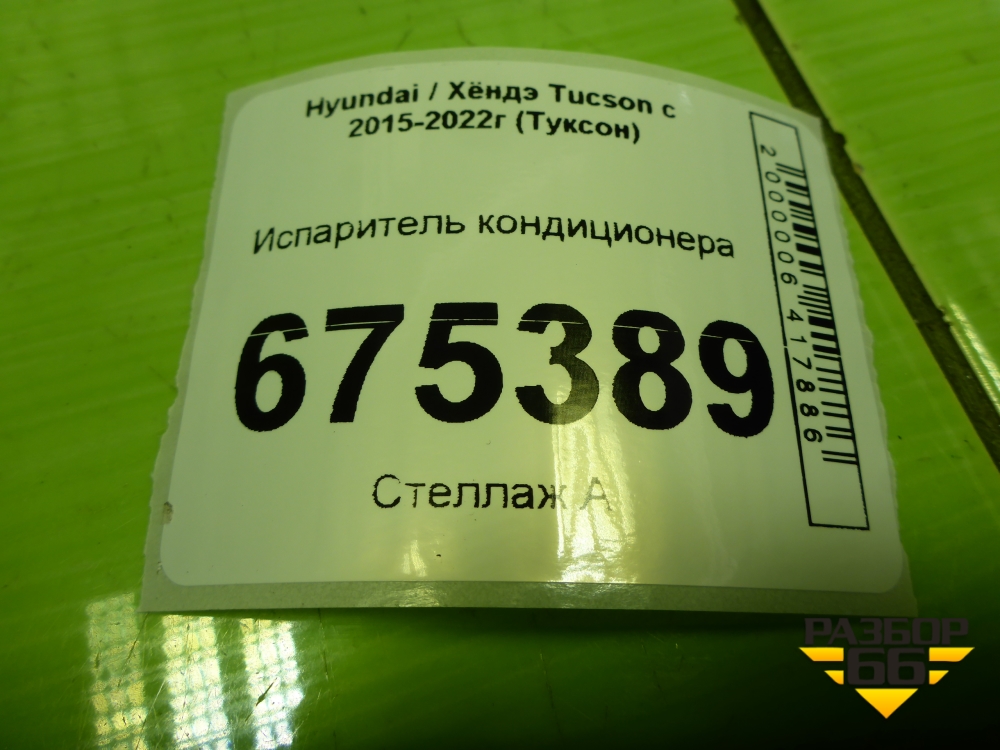 Hyundai / Хёндэ Tucson с
2015-2022г (Туксон)
Испаритель кондиционера
675389
Стеллаж А
2000006417886
РАЗБОР
66